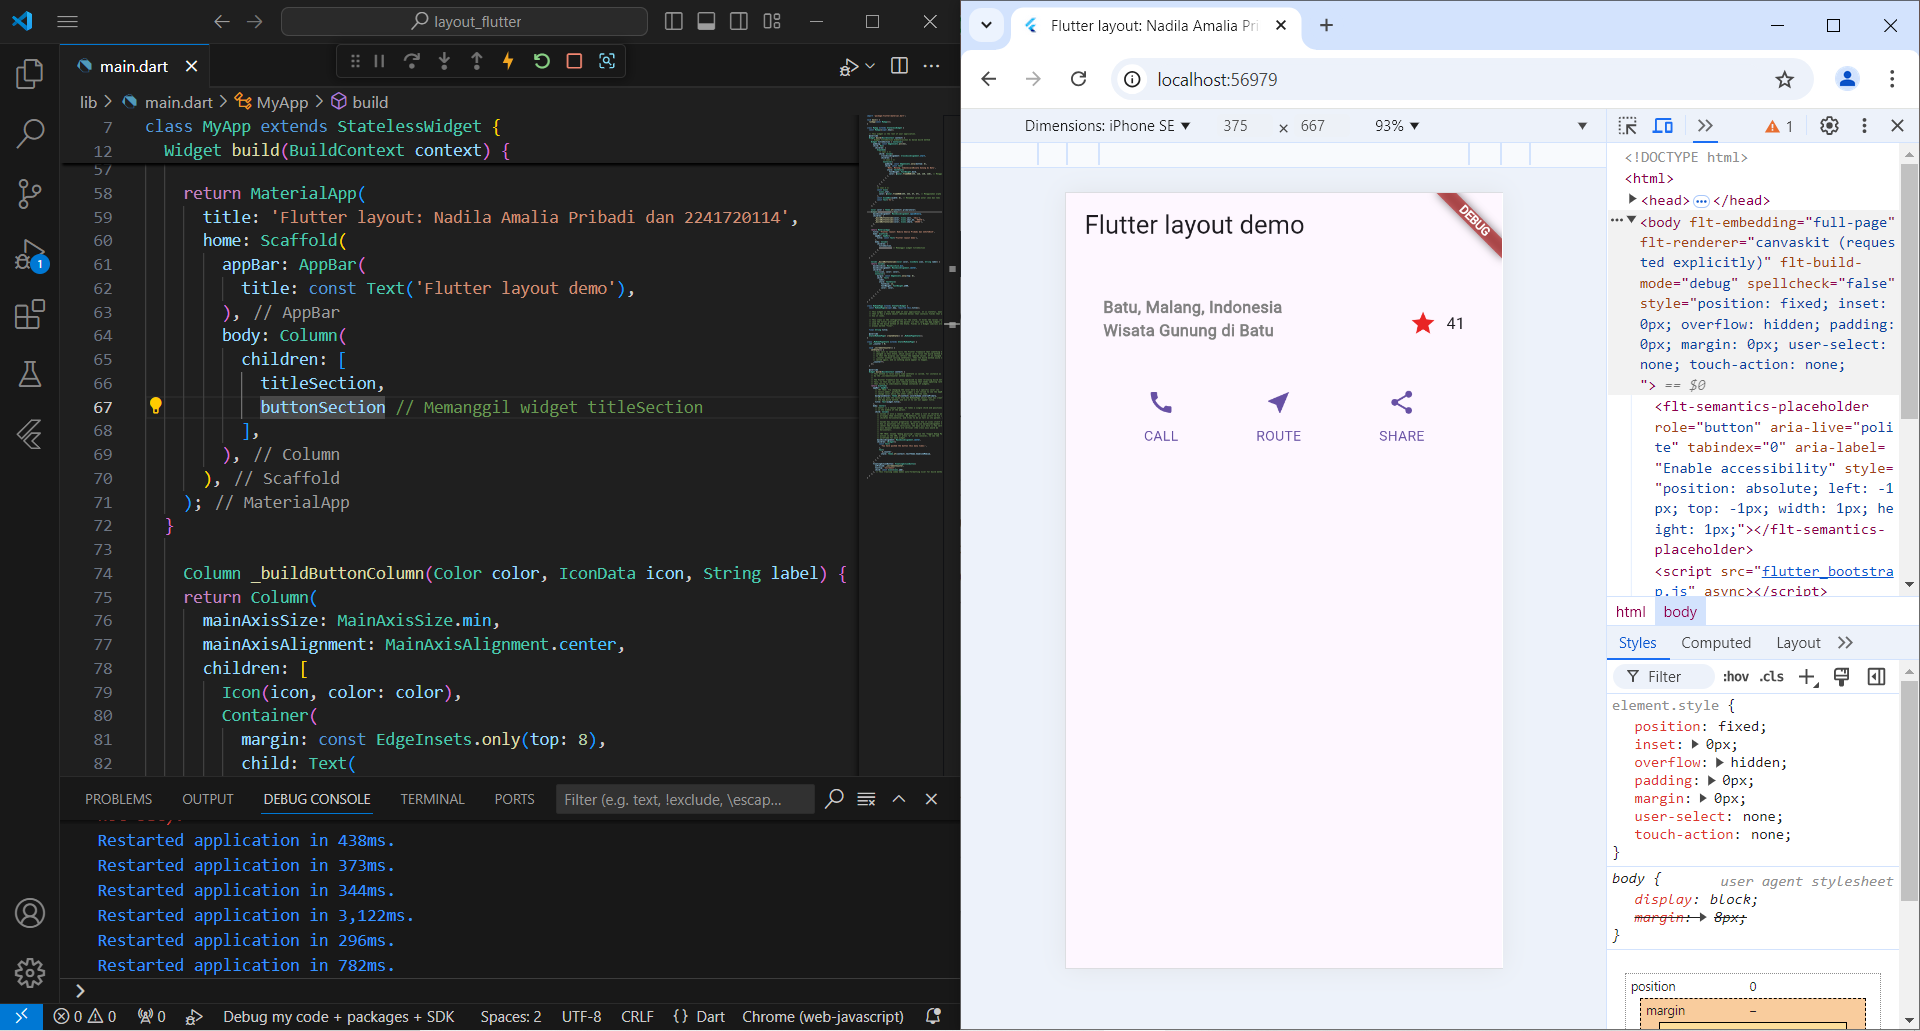 layout_flutter
main.dart
lib > main.dart > MyApp > build
7 class MyApp extends StatelessWidget {
12 Widget build(BuildContext context) {
57
58 return MaterialApp(
59 title: 'Flutter layout: Nadila Amalia Pribadi dan 2241720114',
60 home: Scaffold(
61 appBar: AppBar(
62 title: const Text('Flutter layout demo'),
63 ), // AppBar
64 body: Column(
65 children: [
66 titleSection,
67 buttonSection // Memanggil widget titleSection
68 ],
69 ), // Column
70 ), // Scaffold
71 ); // MaterialApp
72 }
73
74 Column _buildButtonColumn(Color color, IconData icon, String label) {
75 return Column(
76 mainAxisSize: MainAxisSize.min,
77 mainAxisAlignment: MainAxisAlignment.center,
78 children: [
79 Icon(icon, color: color),
80 Container(
81 margin: const EdgeInsets.only(top: 8),
82 child: Text(
1
PROBLEMS OUTPUT DEBUG CONSOLE TERMINAL PORTS Filter (e.g. text, !exclude, \escap...
Restarted application in 438ms.
Restarted application in 373ms.
Restarted application in 344ms.
Restarted application in 3,122ms.
Restarted application in 296ms.
Restarted application in 782ms.
>
0 0 0 Debug my code + packages + SDK Spaces: 2 UTF-8 CRLF {} Dart Chrome (web-javascript)
Flutter layout: Nadila Amalia Pri
localhost:56979
Dimensions: iPhone SE 375 × 667 93%
1
Flutter layout demo
DEBUG
Batu, Malang, Indonesia
Wisata Gunung di Batu
41
CALL ROUTE SHARE
<!DOCTYPE html>
<html>
<head> </head>
<body flt-embedding="full-page"
flt-renderer="canvaskit (reques
ted explicitly)" flt-build-
mode="debug" spellcheck="false"
style="position: fixed; inset:
0px; overflow: hidden; padding:
0px; margin: 0px; user-select:
none; touch-action: none;
"> == $0
<flt-semantics-placeholder
role="button" aria-live="poli
te" tabindex="0" aria-label=
"Enable accessibility" style=
"position: absolute; left: -1
px; top: -1px; width: 1px; he
ight: 1px;"></flt-semantics-
placeholder>
<script src="flutter_bootstra
p.js" async></script>
html body
Styles Computed Layout
Filter :hov .cls
element.style {
position: fixed;
inset: 0px;
overflow: hidden;
padding: 0px;
margin: 0px;
user-select: none;
touch-action: none;
}
body { user agent stylesheet
display: block;
margin: 8px;
}
position 0
margin –